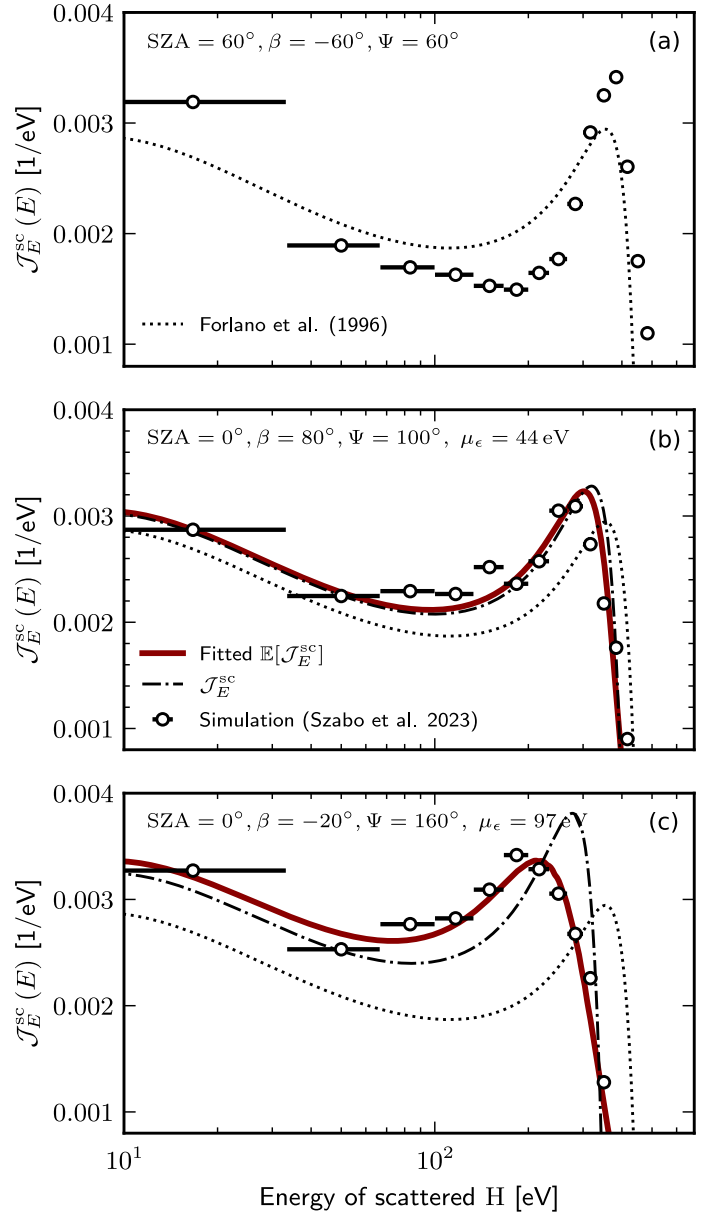 0.004
SZA = 60°, β = −60°, Ψ = 60°
(a)
0.003
0.002
0.001
𝒥_E^sc (E) [1/eV]
Forlano et al. (1996)
0.004
SZA = 0°, β = 80°, Ψ = 100°, μ_ϵ = 44 eV
(b)
0.003
0.002
0.001
𝒥_E^sc (E) [1/eV]
Fitted 𝔼[𝒥_E^sc]
𝒥_E^sc
Simulation (Szabo et al. 2023)
0.004
SZA = 0°, β = −20°, Ψ = 160°, μ_ϵ = 97 eV
(c)
0.003
0.002
0.001
𝒥_E^sc (E) [1/eV]
10^1
10^2
Energy of scattered H [eV]